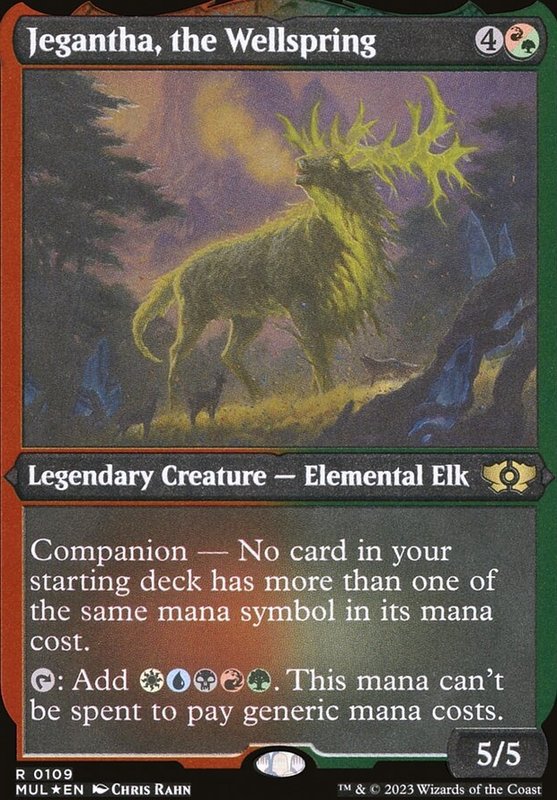 Jegantha, the Wellspring 4
Legendary Creature — Elemental Elk
Companion — No card in your
starting deck has more than one of
the same mana symbol in its mana
cost.
: Add . This mana can't
be spent to pay generic mana costs.
5/5
R 0109
MUL★EN Chris Rahn
™ & © 2023 Wizards of the Coast